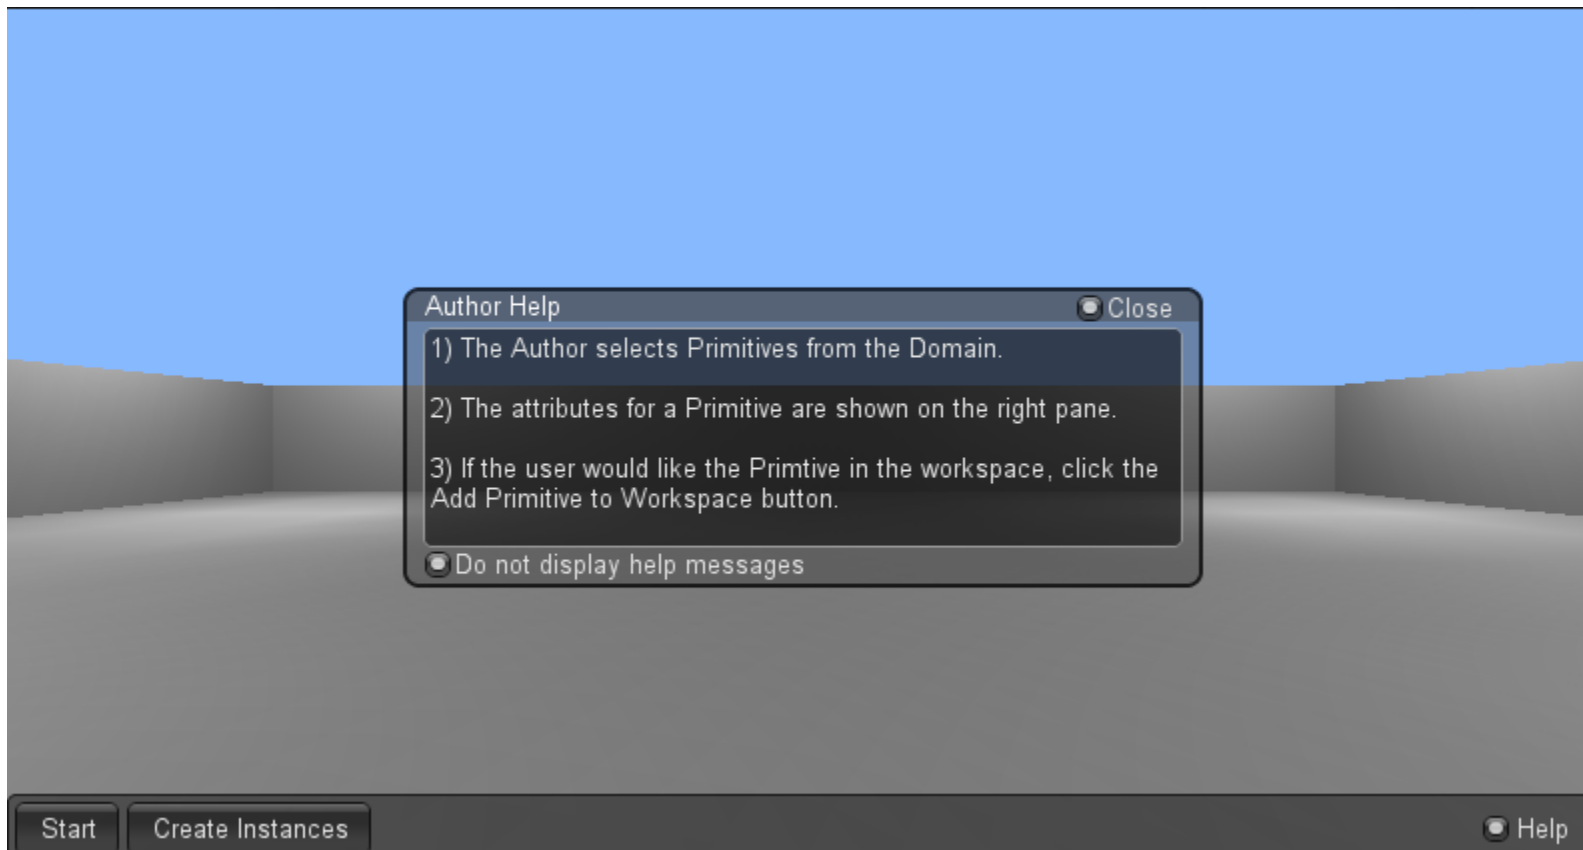 Author Help
Close
1) The Author selects Primitives from the Domain.
2) The attributes for a Primitive are shown on the right pane.
3) If the user would like the Primtive in the workspace, click the
Add Primitive to Workspace button.
Do not display help messages
Start
Create Instances
Help